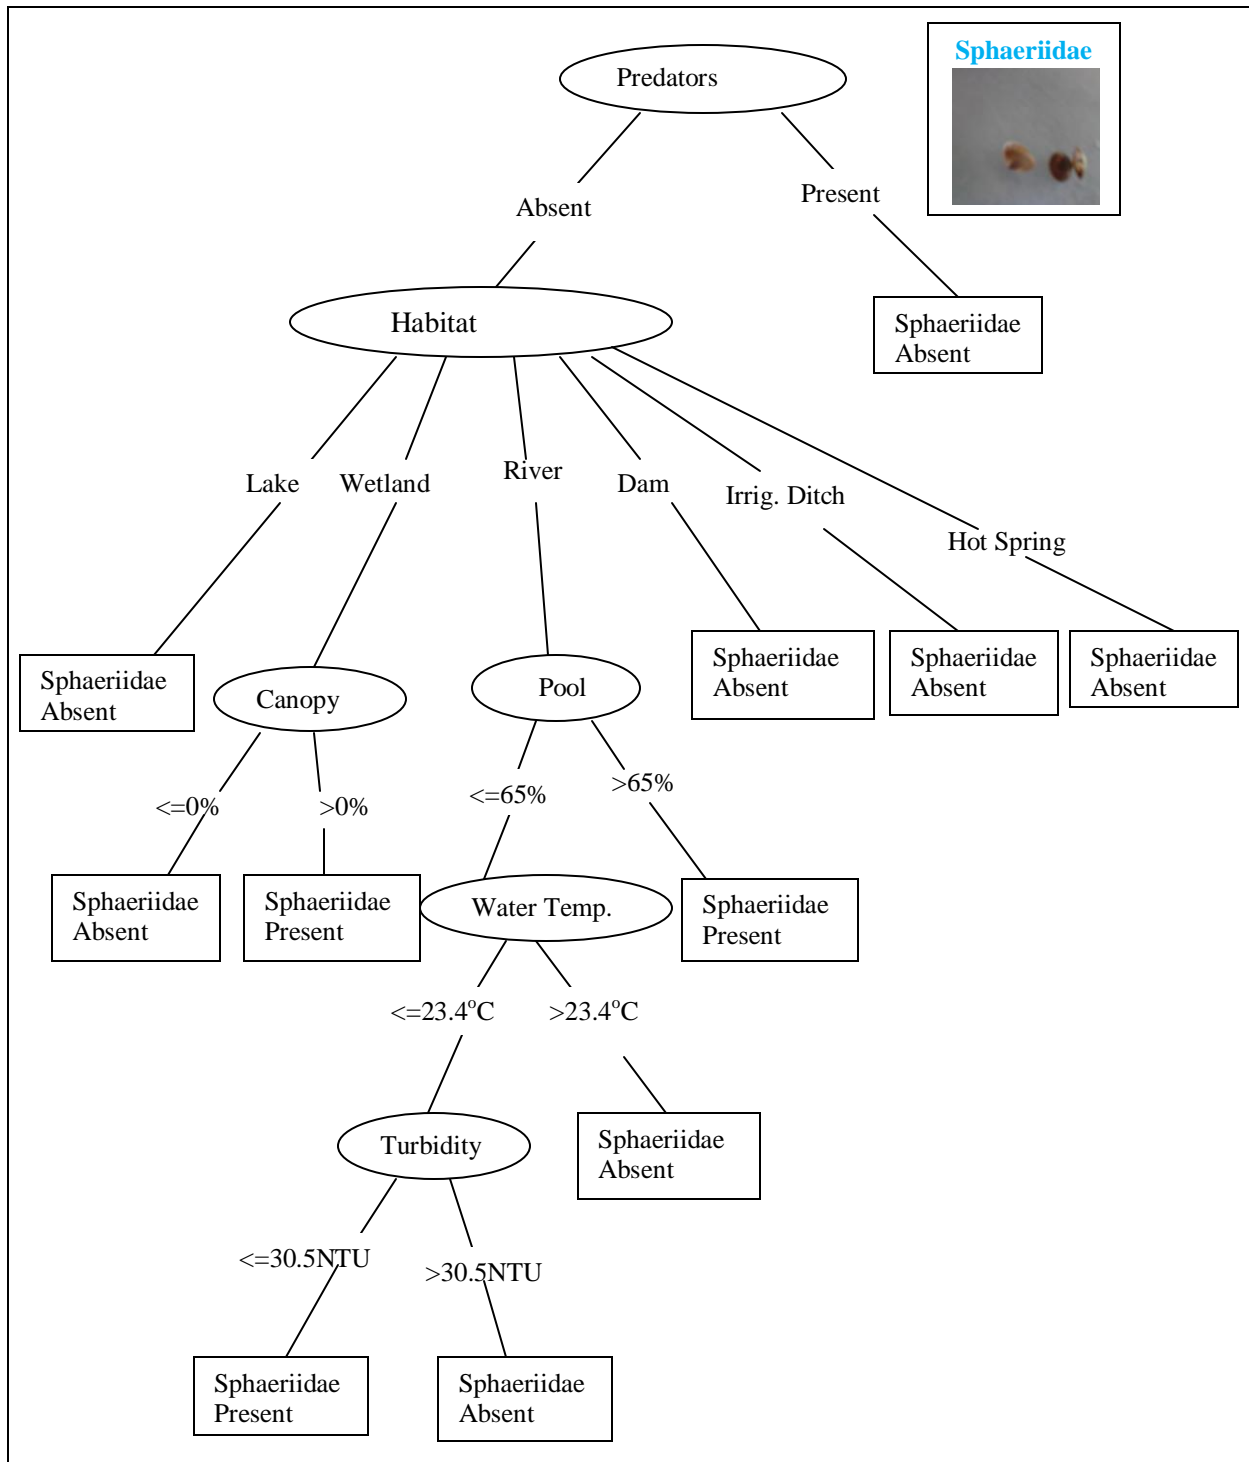 Sphaeriidae
Predators
Absent
Present
Habitat
Sphaeriidae
Absent
Lake
Wetland
River
Dam
Irrig. Ditch
Hot Spring
Sphaeriidae
Absent
Canopy
Pool
Sphaeriidae
Absent
Sphaeriidae
Absent
Sphaeriidae
Absent
<=0%
>0%
<=65%
>65%
Sphaeriidae
Absent
Sphaeriidae
Present
Water Temp.
Sphaeriidae
Present
<=23.4°C
>23.4°C
Turbidity
Sphaeriidae
Absent
<=30.5NTU
>30.5NTU
Sphaeriidae
Present
Sphaeriidae
Absent